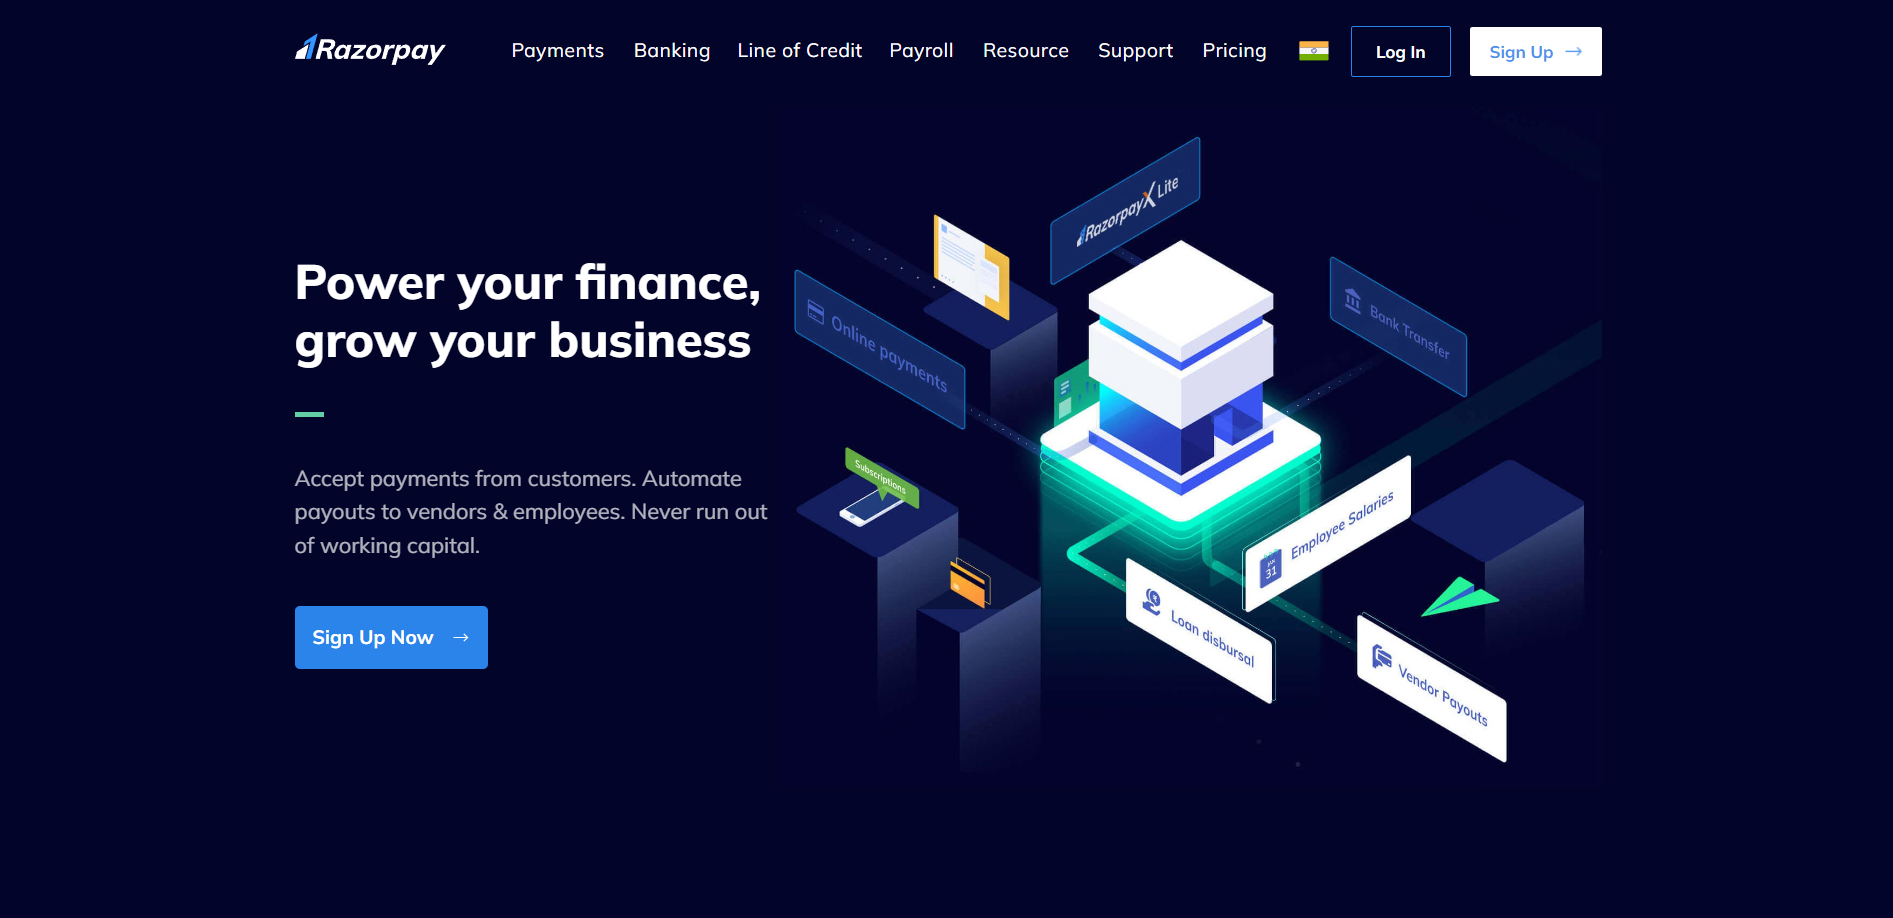 Razorpay
Payments
Banking
Line of Credit
Payroll
Resource
Support
Pricing
Log In
Sign Up
RazorpayX Lite
Power your finance,
grow your business
Online payments
Bank Transfer
Accept payments from customers. Automate
payouts to vendors & employees. Never run out
of working capital.
Subscriptions
Employee Salaries
31
Loan disbursal
Sign Up Now
Vendor Payouts